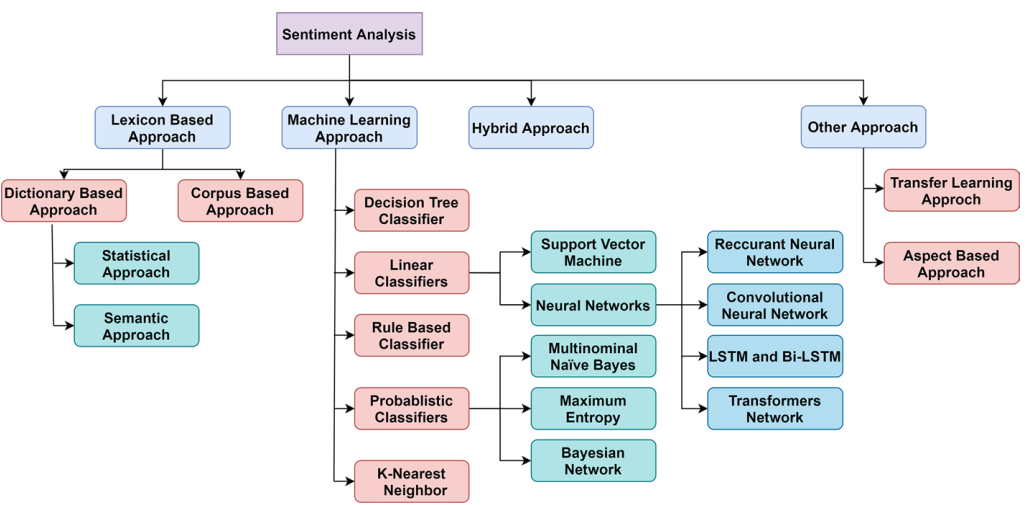 Sentiment Analysis
Lexicon Based
Approach
Machine Learning
Approach
Hybrid Approach
Other Approach
Dictionary Based
Approach
Corpus Based
Approach
Statistical
Approach
Semantic
Approach
Decision Tree
Classifier
Linear
Classifiers
Rule Based
Classifier
Probablistic
Classifiers
K-Nearest
Neighbor
Support Vector
Machine
Neural Networks
Multinominal
Naïve Bayes
Maximum
Entropy
Bayesian
Network
Reccurant Neural
Network
Convolutional
Neural Network
LSTM and Bi-LSTM
Transformers
Network
Transfer Learning
Approch
Aspect Based
Approach